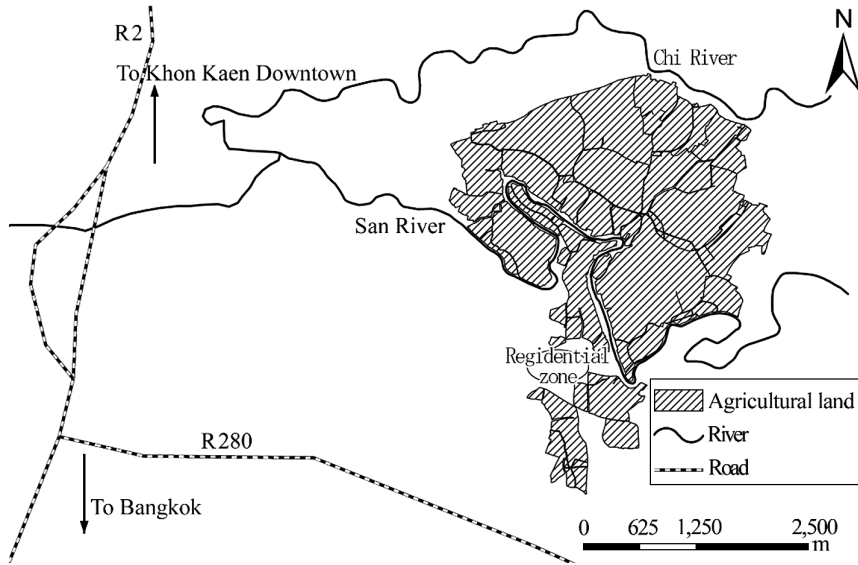 N
R2
Chi River
To Khon Kaen Downtown
San River
Regidential
zone
Agricultural land
River
Road
R280
To Bangkok
0 625 1,250 2,500
m